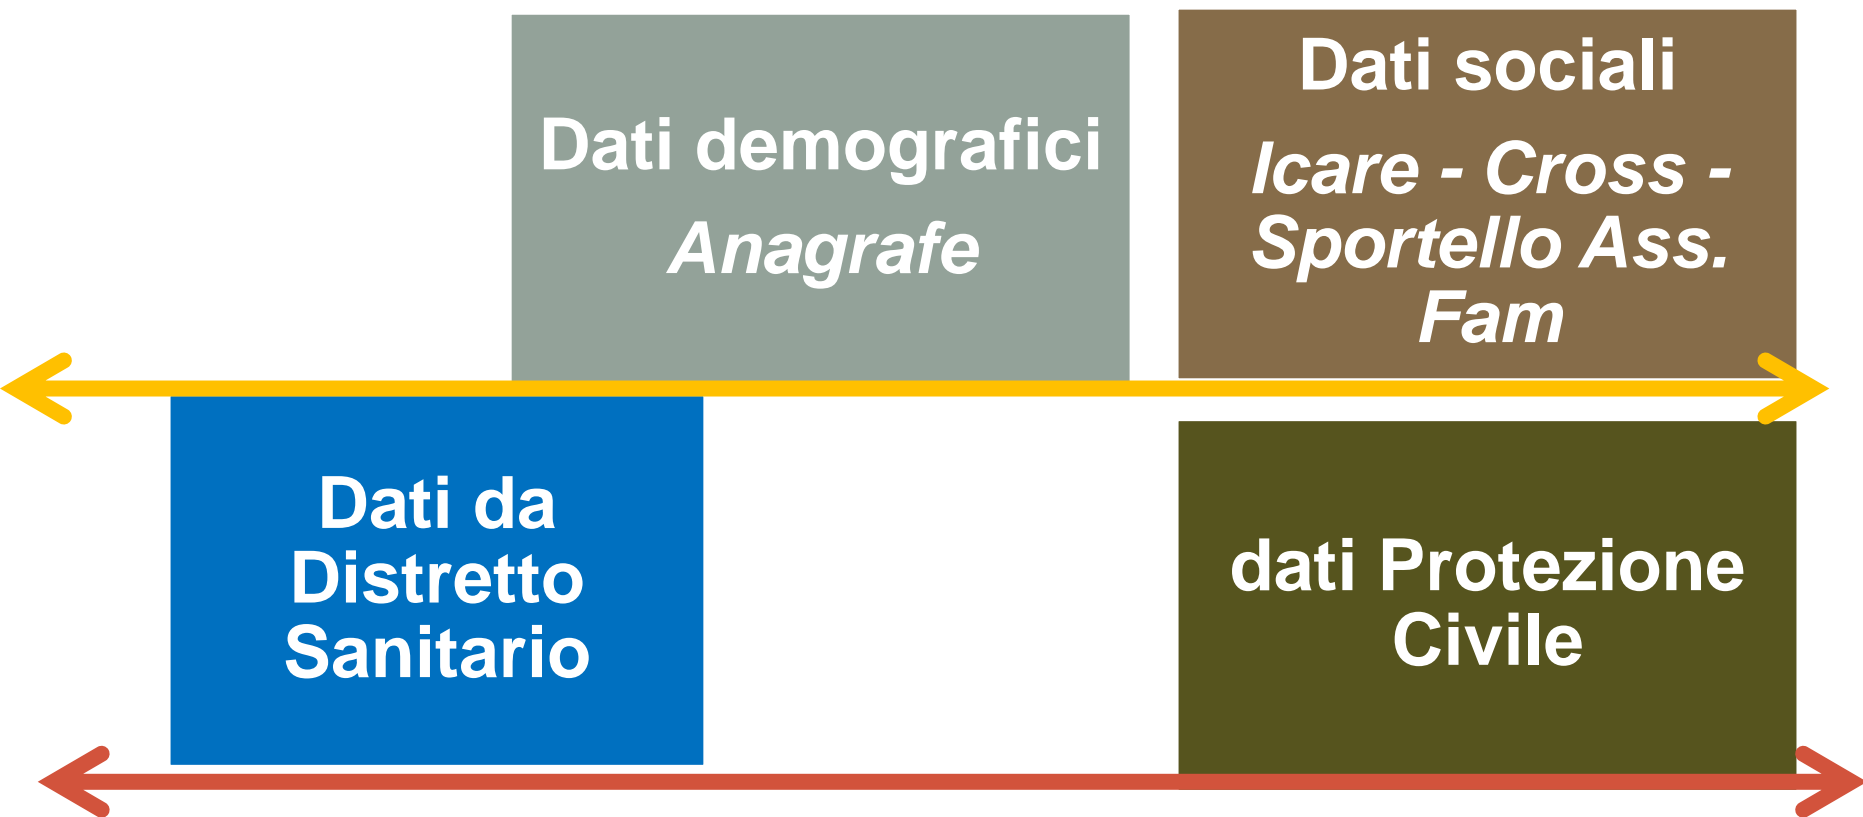 Dati demografici
Anagrafe
Dati sociali
Icare - Cross -
Sportello Ass.
Fam
Dati da
Distretto
Sanitario
dati Protezione
Civile